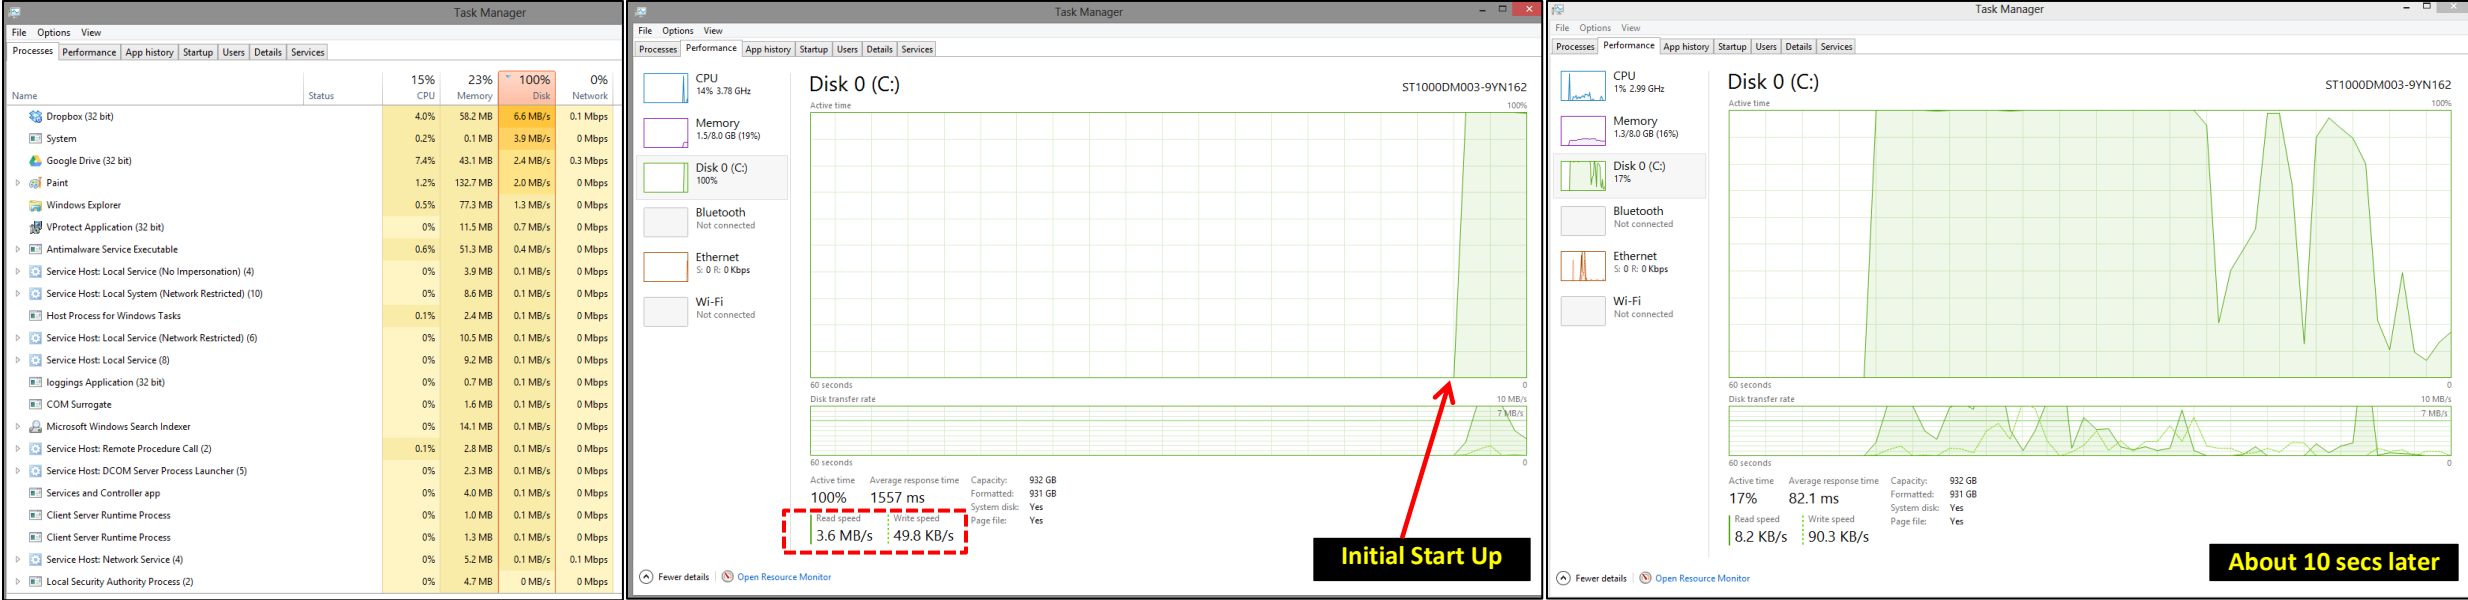 Task Manager
File Options View
Processes Performance App history Startup Users Details Services
15% 23% 100% 0%
Name Status CPU Memory Disk Network
Dropbox (32 bit) 4.0% 58.2 MB 6.6 MB/s 0.1 Mbps
System 0.2% 0.1 MB 3.9 MB/s 0 Mbps
Google Drive (32 bit) 7.4% 43.1 MB 2.4 MB/s 0.3 Mbps
Paint 1.2% 132.7 MB 2.0 MB/s 0 Mbps
Windows Explorer 0.5% 77.3 MB 1.3 MB/s 0 Mbps
VProtect Application (32 bit) 0% 11.5 MB 0.7 MB/s 0 Mbps
Antimalware Service Executable 0.6% 51.3 MB 0.4 MB/s 0 Mbps
Service Host: Local Service (No Impersonation) (4) 0% 3.9 MB 0.1 MB/s 0 Mbps
Service Host: Local System (Network Restricted) (10) 0% 8.6 MB 0.1 MB/s 0 Mbps
Host Process for Windows Tasks 0.1% 2.4 MB 0.1 MB/s 0 Mbps
Service Host: Local Service (Network Restricted) (6) 0% 10.5 MB 0.1 MB/s 0 Mbps
Service Host: Local Service (8) 0% 9.2 MB 0.1 MB/s 0 Mbps
loggings Application (32 bit) 0% 0.7 MB 0.1 MB/s 0 Mbps
COM Surrogate 0% 1.6 MB 0.1 MB/s 0 Mbps
Microsoft Windows Search Indexer 0% 14.1 MB 0.1 MB/s 0 Mbps
Service Host: Remote Procedure Call (2) 0.1% 2.8 MB 0.1 MB/s 0 Mbps
Service Host: DCOM Server Process Launcher (5) 0% 2.3 MB 0.1 MB/s 0 Mbps
Services and Controller app 0% 4.0 MB 0.1 MB/s 0 Mbps
Client Server Runtime Process 0% 1.0 MB 0.1 MB/s 0 Mbps
Client Server Runtime Process 0% 1.3 MB 0.1 MB/s 0 Mbps
Service Host: Network Service (4) 0% 5.2 MB 0.1 MB/s 0.1 Mbps
Local Security Authority Process (2) 0% 4.7 MB 0 MB/s 0 Mbps
Task Manager
File Options View
Processes Performance App history Startup Users Details Services
CPU
14% 3.78 GHz
Memory
1.5/8.0 GB (19%)
Disk 0 (C:)
100%
Bluetooth
Not connected
Ethernet
S: 0 R: 0 Kbps
Wi-Fi
Not connected
Disk 0 (C:) ST1000DM003-9YN162
Active time 100%
60 seconds 0
Disk transfer rate 10 MB/s
7 MB/s
60 seconds 0
Active time Average response time Capacity: 932 GB
100% 1557 ms Formatted: 931 GB
System disk: Yes
Read speed Write speed Page file: Yes
3.6 MB/s 49.8 KB/s
Initial Start Up
Fewer details Open Resource Monitor
Task Manager
File Options View
Processes Performance App history Startup Users Details Services
CPU
1% 2.99 GHz
Memory
1.3/8.0 GB (16%)
Disk 0 (C:)
17%
Bluetooth
Not connected
Ethernet
S: 0 R: 0 Kbps
Wi-Fi
Not connected
Disk 0 (C:) ST1000DM003-9YN162
Active time 100%
60 seconds 0
Disk transfer rate 10 MB/s
7 MB/s
60 seconds 0
Active time Average response time Capacity: 932 GB
17% 82.1 ms Formatted: 931 GB
System disk: Yes
Read speed Write speed Page file: Yes
8.2 KB/s 90.3 KB/s
About 10 secs later
Fewer details Open Resource Monitor